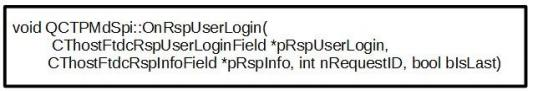 void QCTPMdSpi::OnRspUserLogin(
CThostFtdcRspUserLoginField *pRspUserLogin,
CThostFtdcRspInfoField *pRspInfo, int nRequestID, bool bIsLast)